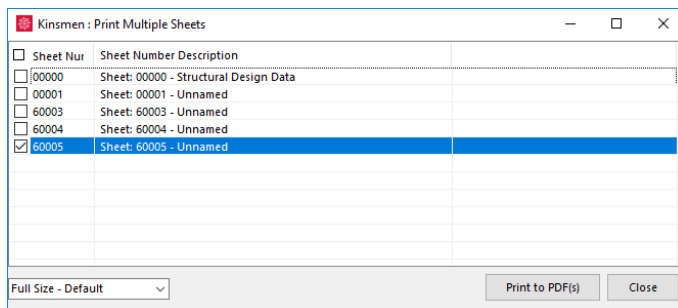 Kinsmen : Print Multiple Sheets
Sheet Nur Sheet Number Description
00000 Sheet: 00000 - Structural Design Data
00001 Sheet: 00001 - Unnamed
60003 Sheet: 60003 - Unnamed
60004 Sheet: 60004 - Unnamed
60005 Sheet: 60005 - Unnamed
Full Size - Default Print to PDF(s) Close